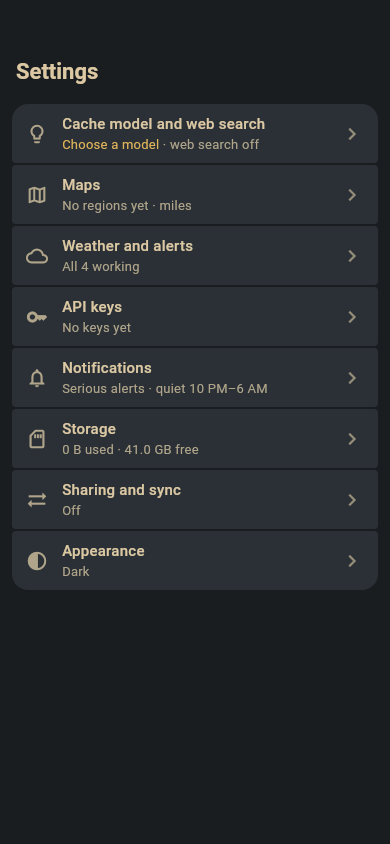 Settings
Cache model and web search
Choose a model · web search off
Maps
No regions yet · miles
Weather and alerts
All 4 working
API keys
No keys yet
Notifications
Serious alerts · quiet 10 PM–6 AM
Storage
0 B used · 41.0 GB free
Sharing and sync
Off
Appearance
Dark